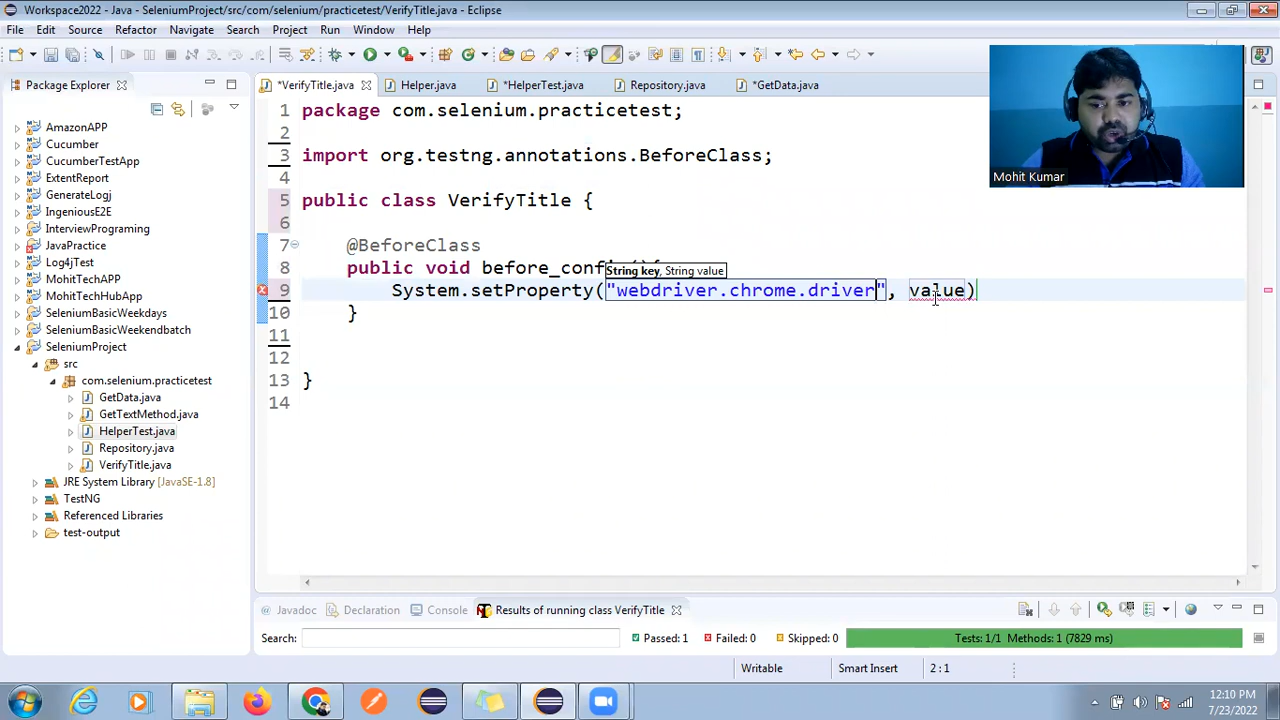 Workspace2022 - Java - SeleniumProject/src/com/selenium/practicetest/VerifyTitle.java - Eclipse
File Edit Source Refactor Navigate Search Project Run Window Help
Package Explorer
*VerifyTitle.java Helper.java *HelperTest.java Repository.java *GetData.java
AmazonAPP
Cucumber
CucumberTestApp
ExtentReport
GenerateLogj
IngeniousE2E
InterviewPrograming
JavaPractice
Log4jTest
MohitTechAPP
MohitTechHubApp
SeleniumBasicWeekdays
SeleniumBasicWeekendbatch
SeleniumProject
src
com.selenium.practicetest
GetData.java
GetTextMethod.java
HelperTest.java
Repository.java
VerifyTitle.java
JRE System Library [JavaSE-1.8]
TestNG
Referenced Libraries
test-output
1 package com.selenium.practicetest;
2
3 import org.testng.annotations.BeforeClass;
4
5 public class VerifyTitle {
6
7 @BeforeClass
8 public void before_config(){
String key, String value
9 System.setProperty("webdriver.chrome.driver", value)
10 }
11
12
13 }
14
Mohit Kumar
Javadoc Declaration Console Results of running class VerifyTitle
Search: Passed: 1 Failed: 0 Skipped: 0 Tests: 1/1 Methods: 1 (7829 ms)
Writable Smart Insert 2 : 1
12:10 PM
7/23/2022